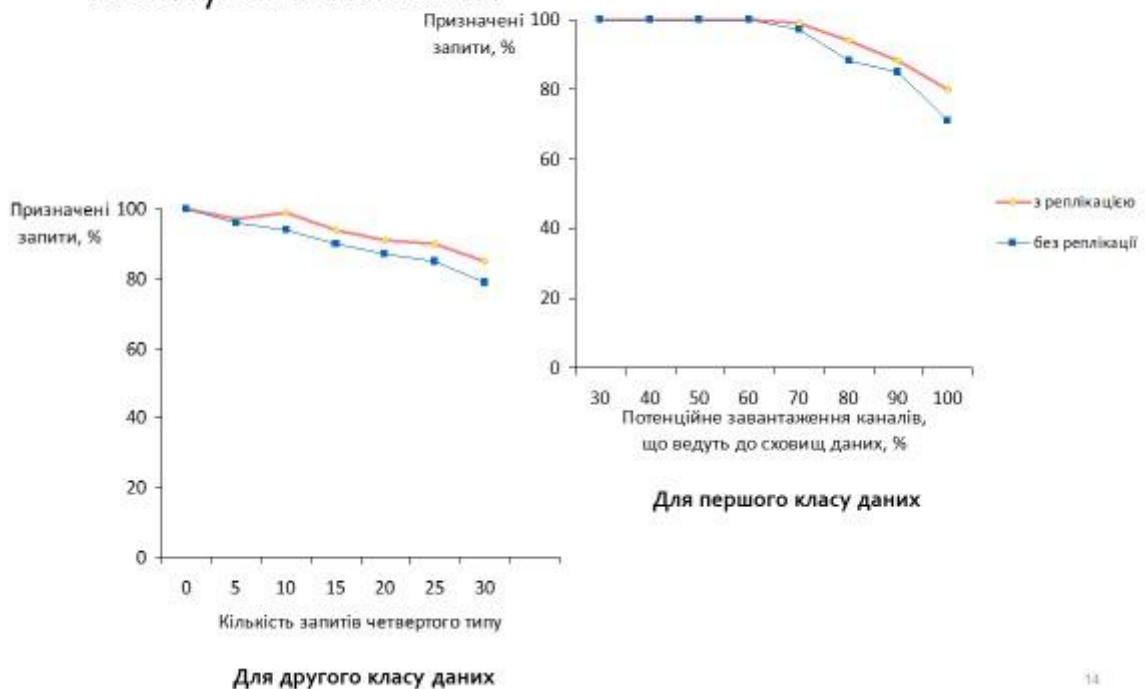 Призначені
запити, %
100
80
60
40
20
0
30 40 50 60 70 80 90 100
Потенційне завантаження каналів,
що ведуть до сховищ даних, %
Для першого класу даних
з реплікацією
без реплікації
Призначені
запити, %
100
80
60
40
20
0
0 5 10 15 20 25 30
Кількість запитів четвертого типу
Для другого класу даних
14